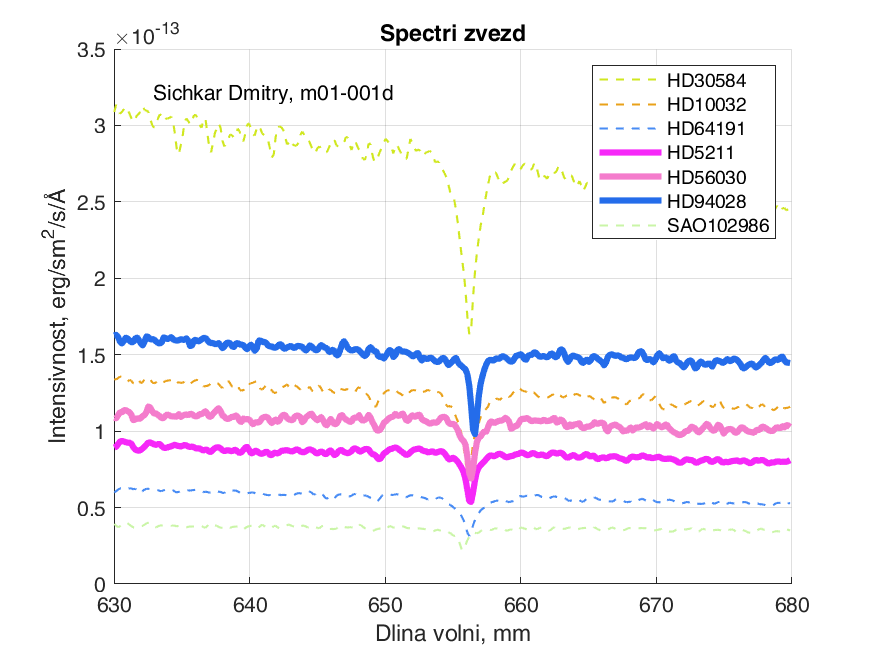 Spectri zvezd
×10⁻¹³
Sichkar Dmitry, m01-001d
HD30584
HD10032
HD64191
HD5211
HD56030
HD94028
SAO102986
Intensivnost, erg/sm²/s/Å
3.5
3
2.5
2
1.5
1
0.5
0
630 640 650 660 670 680
Dlina volni, mm